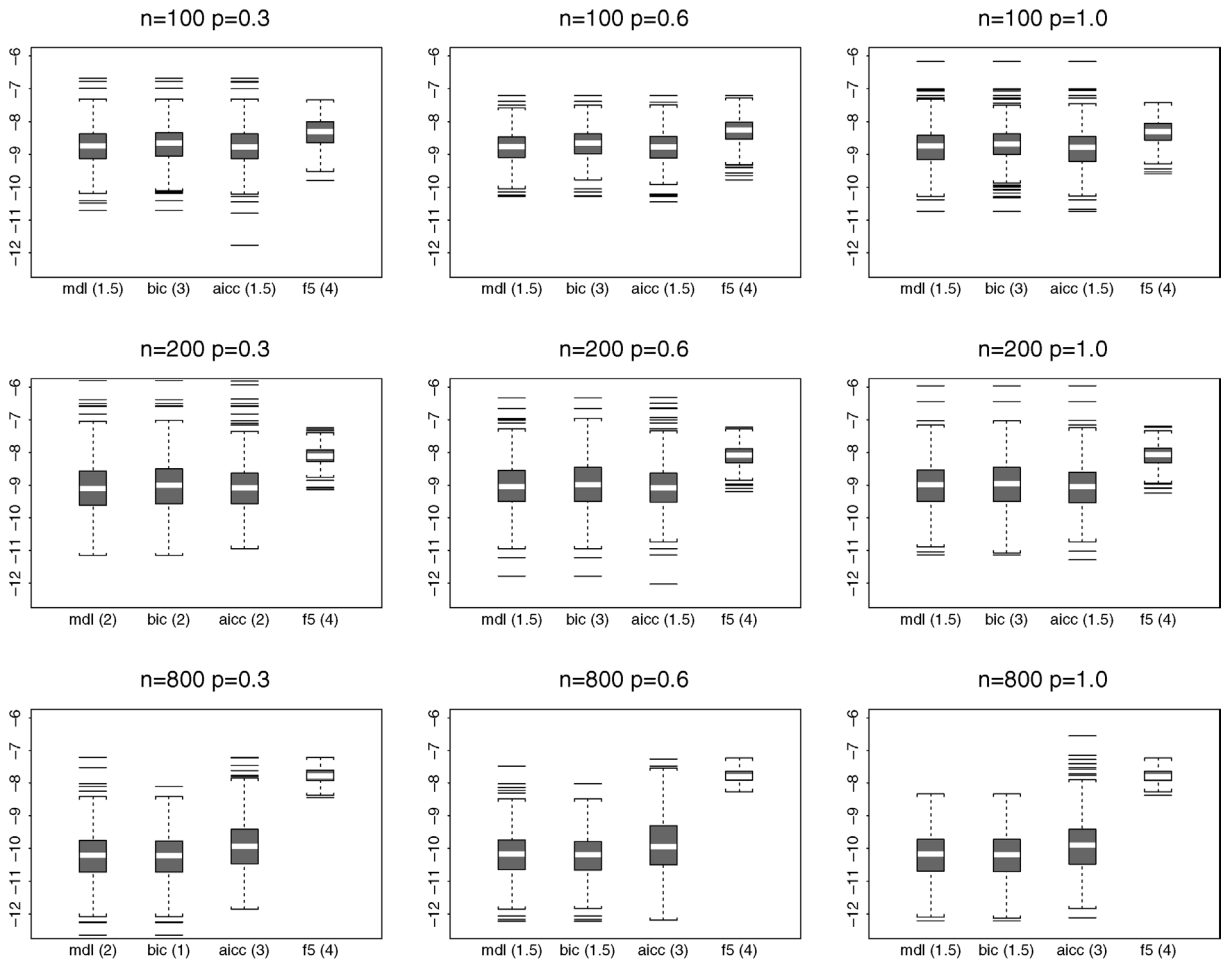 n=100 p=0.3 n=100 p=0.6 n=100 p=1.0
−6 −6 −6
−7 −7 −7
−8 −8 −8
−9 −9 −9
−10 −10 −10
−11 −11 −11
−12 −12 −12
mdl (1.5) bic (3) aicc (1.5) f5 (4) mdl (1.5) bic (3) aicc (1.5) f5 (4) mdl (1.5) bic (3) aicc (1.5) f5 (4)
n=200 p=0.3 n=200 p=0.6 n=200 p=1.0
−6 −6 −6
−7 −7 −7
−8 −8 −8
−9 −9 −9
−10 −10 −10
−11 −11 −11
−12 −12 −12
mdl (2) bic (2) aicc (2) f5 (4) mdl (1.5) bic (3) aicc (1.5) f5 (4) mdl (1.5) bic (3) aicc (1.5) f5 (4)
n=800 p=0.3 n=800 p=0.6 n=800 p=1.0
−6 −6 −6
−7 −7 −7
−8 −8 −8
−9 −9 −9
−10 −10 −10
−11 −11 −11
−12 −12 −12
mdl (2) bic (1) aicc (3) f5 (4) mdl (1.5) bic (1.5) aicc (3) f5 (4) mdl (1.5) bic (1.5) aicc (3) f5 (4)